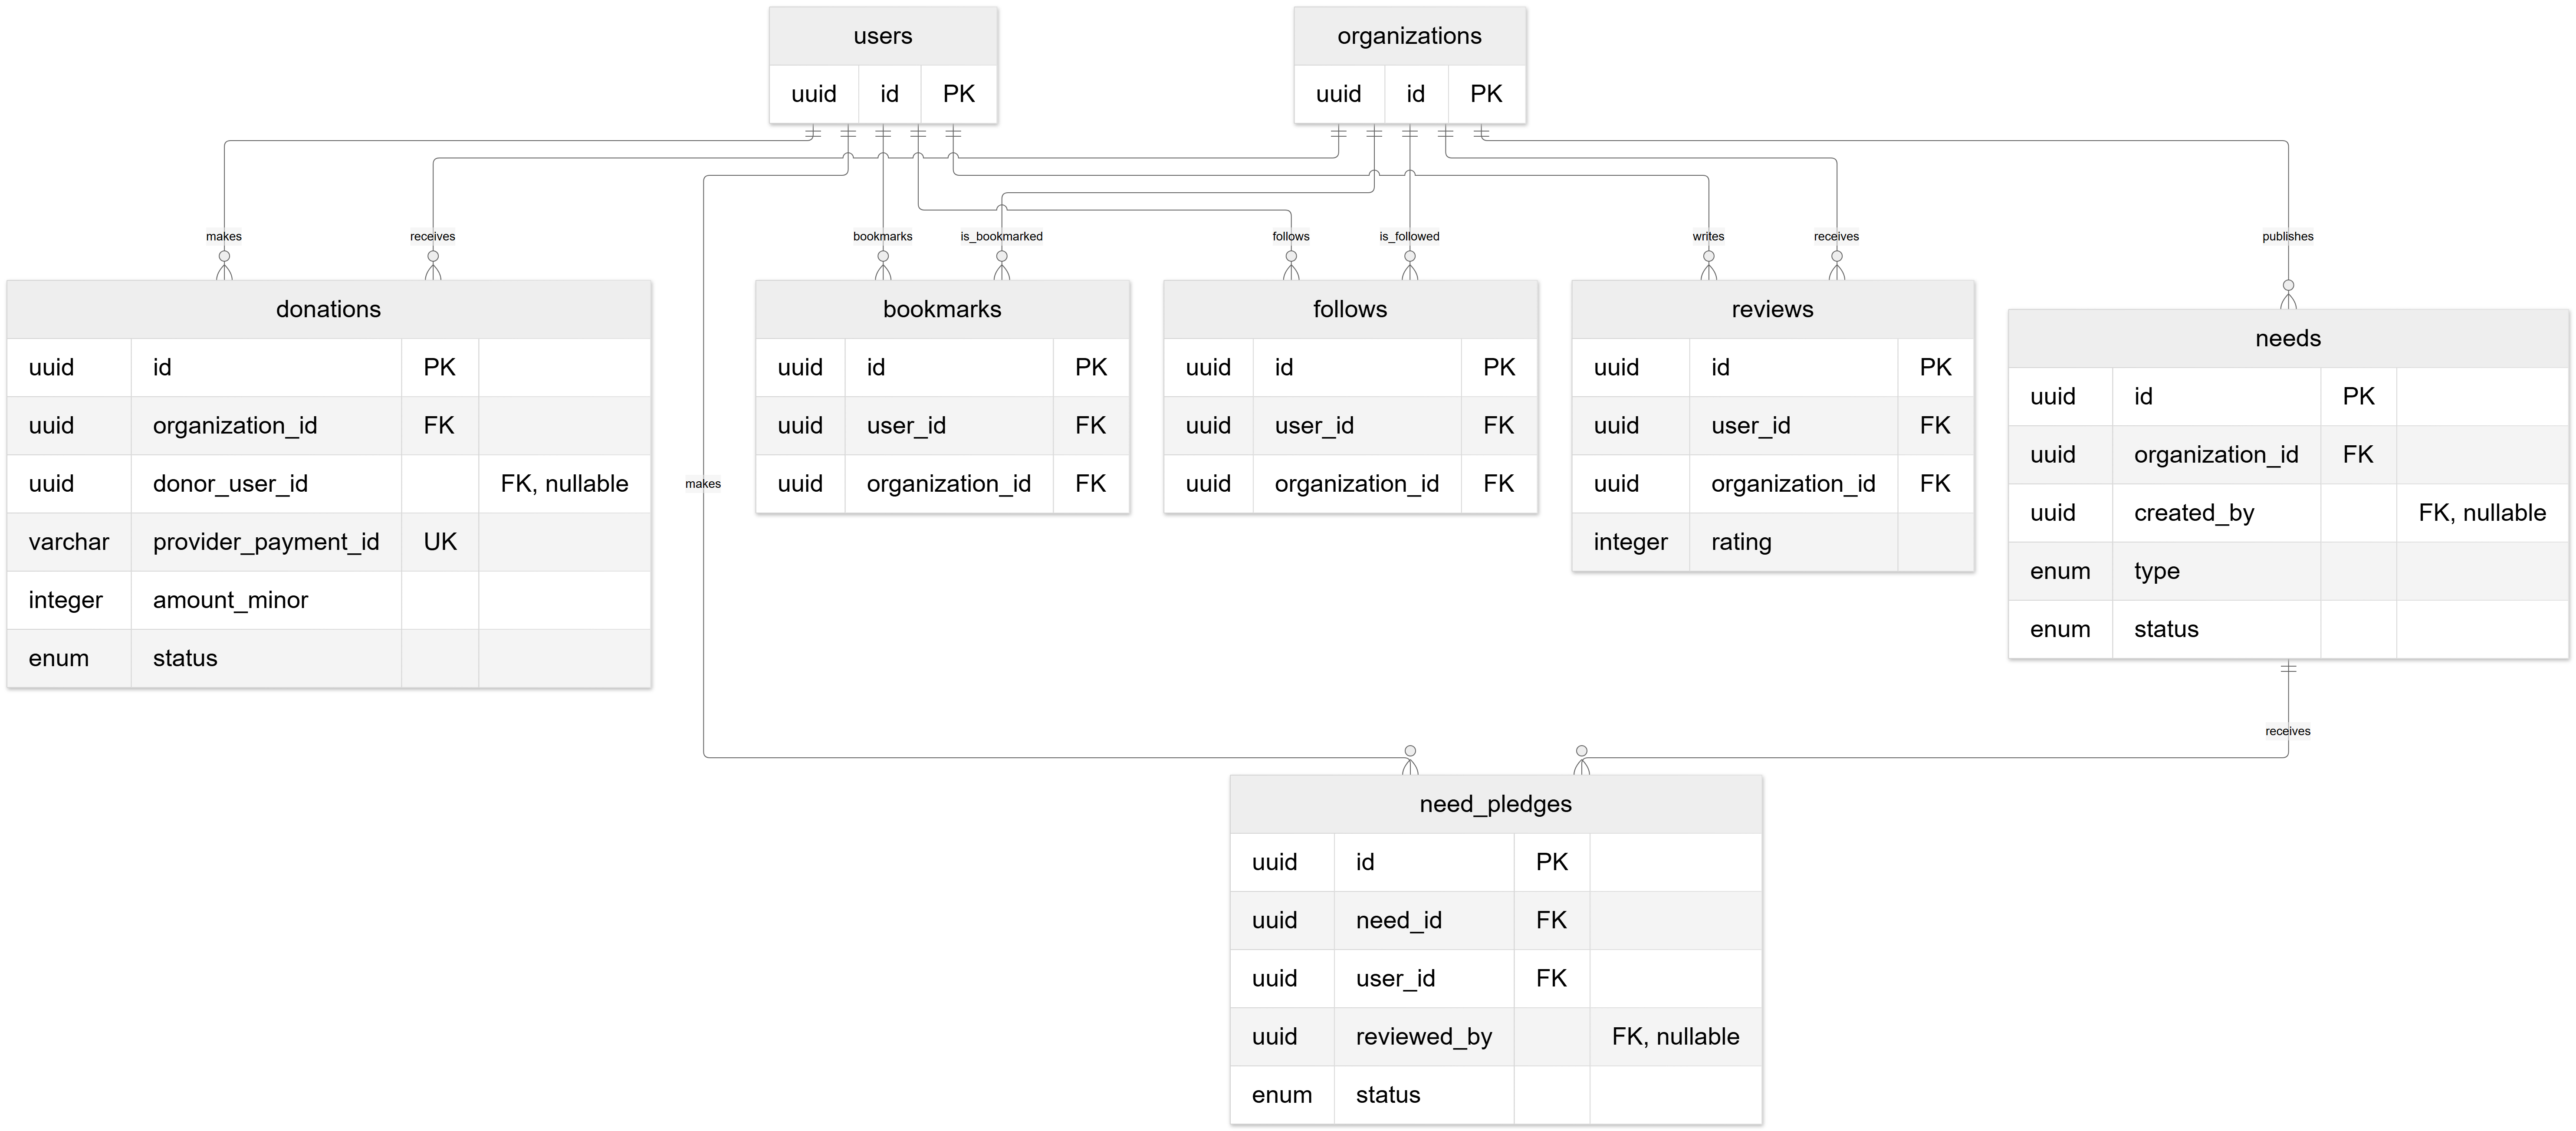 users
uuid id PK
organizations
uuid id PK
makes
receives
bookmarks
is_bookmarked
follows
is_followed
writes
receives
publishes
donations
uuid id PK
uuid organization_id FK
uuid donor_user_id FK, nullable
varchar provider_payment_id UK
integer amount_minor
enum status
makes
bookmarks
uuid id PK
uuid user_id FK
uuid organization_id FK
follows
uuid id PK
uuid user_id FK
uuid organization_id FK
reviews
uuid id PK
uuid user_id FK
uuid organization_id FK
integer rating
needs
uuid id PK
uuid organization_id FK
uuid created_by FK, nullable
enum type
enum status
receives
need_pledges
uuid id PK
uuid need_id FK
uuid user_id FK
uuid reviewed_by FK, nullable
enum status